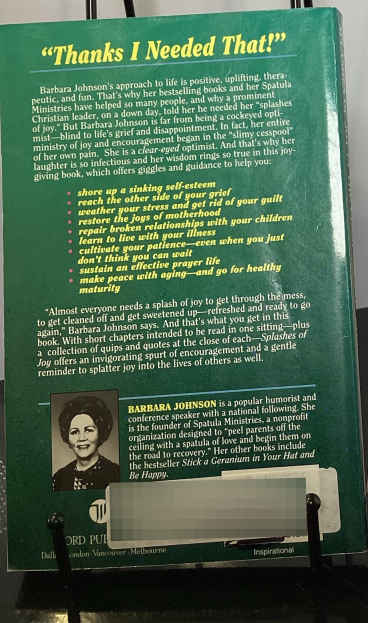 “Thanks I Needed That!”
Barbara Johnson's approach to life is positive, uplifting, thera-
peutic, and fun. That's why her bestselling books and her Spatula
Ministries have helped so many people, and why a prominent
Christian leader, on a down day, told her he needed her “splashes
of joy.” But Barbara Johnson is far from being a cockeyed opti-
mist—blind to life's grief and disappointment. In fact, her entire
ministry of joy and encouragement began in the “slimy cesspool”
of her own pain. She is a clear-eyed optimist. And that's why her
laughter is so infectious and her wisdom rings so true in this joy-
giving book, which offers giggles and guidance to help you:
• shore up a sinking self-esteem
• reach the other side of your grief
• weather your stress and get rid of your guilt
• restore the joys of motherhood
• repair broken relationships with your children
• learn to live with your illness
• cultivate your patience—even when you just
don't think you can wait
• sustain an effective prayer life
• make peace with aging—and go for healthy
maturity
“Almost everyone needs a splash of joy to get through the mess,
to get cleaned off and get sweetened up—refreshed and ready to go
again,” Barbara Johnson says. And that's what you get in this
book. With short chapters intended to be read in one sitting—plus
a collection of quips and quotes at the close of each—Splashes of
Joy offers an invigorating spurt of encouragement and a gentle
reminder to splatter joy into the lives of others as well.
BARBARA JOHNSON is a popular humorist and
conference speaker with a national following. She
is the founder of Spatula Ministries, a nonprofit
organization designed to “peel parents off the
ceiling with a spatula of love and begin them on
the road to recovery.” Her other books include
the bestseller Stick a Geranium in Your Hat and
Be Happy.
ORD PUB
Dallas·London·Vancouver·Melbourne
Inspirational